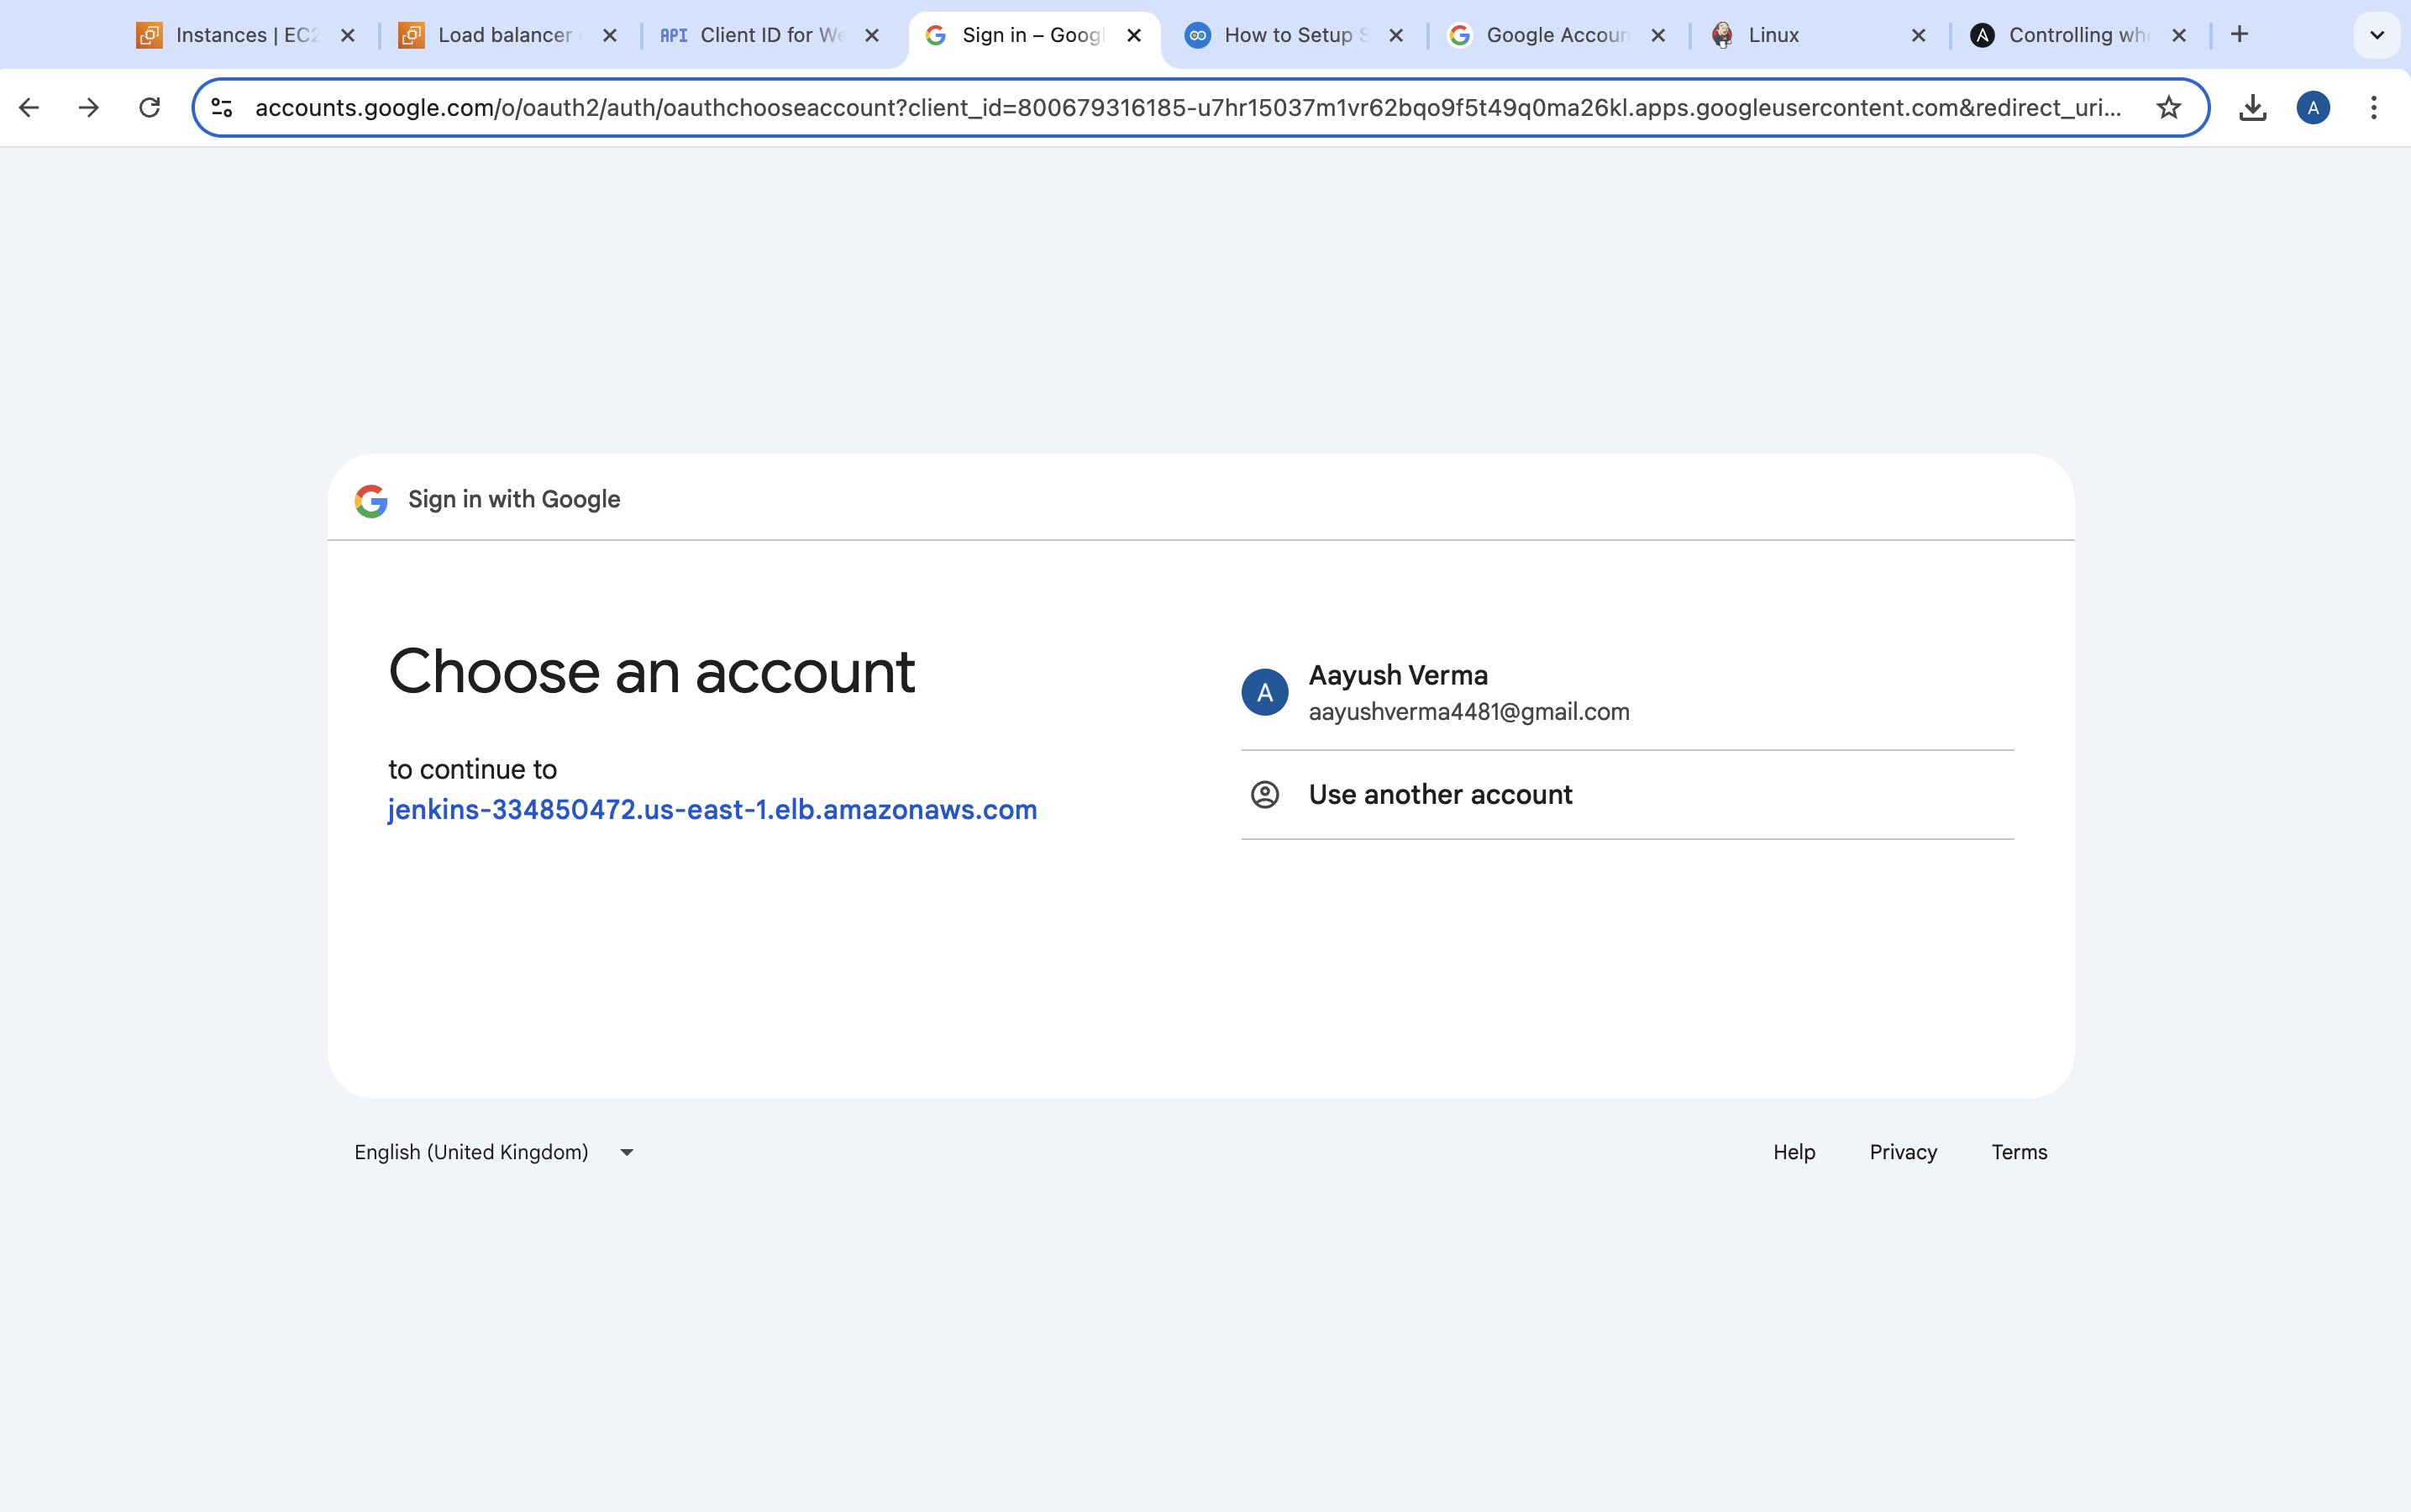 Instances | EC2
Load balancer
API Client ID for We
Sign in – Googl
How to Setup S
Google Accoun
Linux
Controlling whe
accounts.google.com/o/oauth2/auth/oauthchooseaccount?client_id=800679316185-u7hr15037m1vr62bqo9f5t49q0ma26kl.apps.googleusercontent.com&redirect_uri...
A
Sign in with Google
Choose an account
to continue to
jenkins-334850472.us-east-1.elb.amazonaws.com
A
Aayush Verma
aayushverma4481@gmail.com
Use another account
English (United Kingdom)
Help
Privacy
Terms